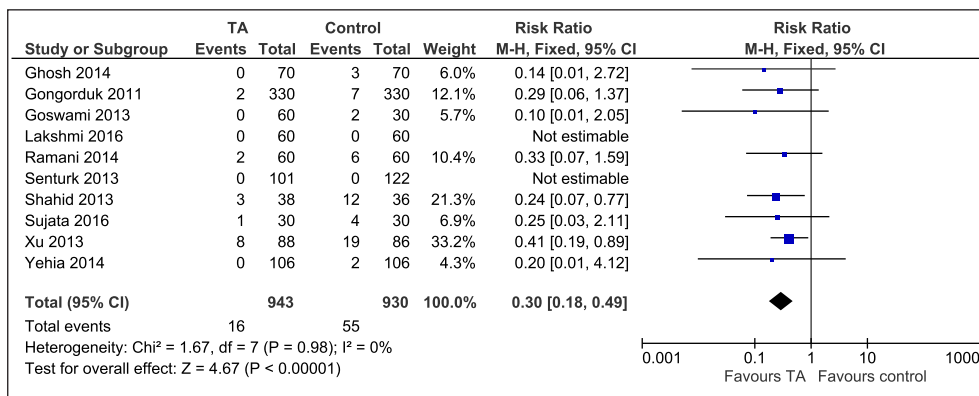 TA Control Risk Ratio Risk Ratio
Study or Subgroup Events Total Events Total Weight M-H, Fixed, 95% CI M-H, Fixed, 95% CI
Ghosh 2014 0 70 3 70 6.0% 0.14 [0.01, 2.72]
Gongorduk 2011 2 330 7 330 12.1% 0.29 [0.06, 1.37]
Goswami 2013 0 60 2 30 5.7% 0.10 [0.01, 2.05]
Lakshmi 2016 0 60 0 60 Not estimable
Ramani 2014 2 60 6 60 10.4% 0.33 [0.07, 1.59]
Senturk 2013 0 101 0 122 Not estimable
Shahid 2013 3 38 12 36 21.3% 0.24 [0.07, 0.77]
Sujata 2016 1 30 4 30 6.9% 0.25 [0.03, 2.11]
Xu 2013 8 88 19 86 33.2% 0.41 [0.19, 0.89]
Yehia 2014 0 106 2 106 4.3% 0.20 [0.01, 4.12]
Total (95% CI) 943 930 100.0% 0.30 [0.18, 0.49]
Total events 16 55
Heterogeneity: Chi² = 1.67, df = 7 (P = 0.98); I² = 0%
Test for overall effect: Z = 4.67 (P < 0.00001)
0.001 0.1 1 10 1000
Favours TA Favours control